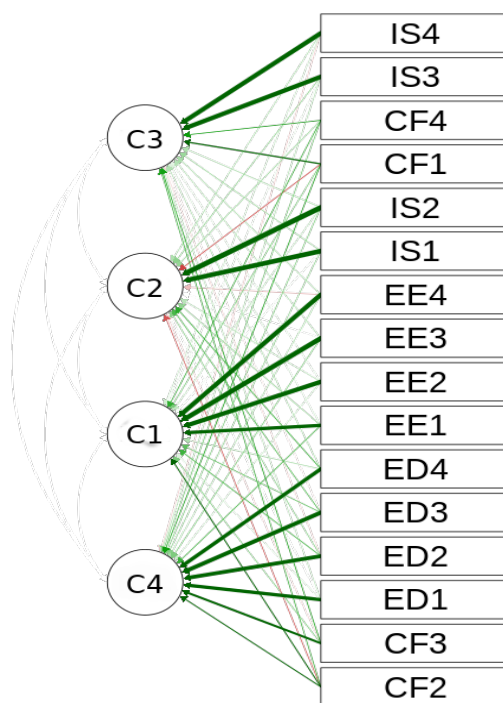 IS4
IS3
CF4
CF1
IS2
IS1
EE4
EE3
EE2
EE1
ED4
ED3
ED2
ED1
CF3
CF2
C3
C2
C1
C4